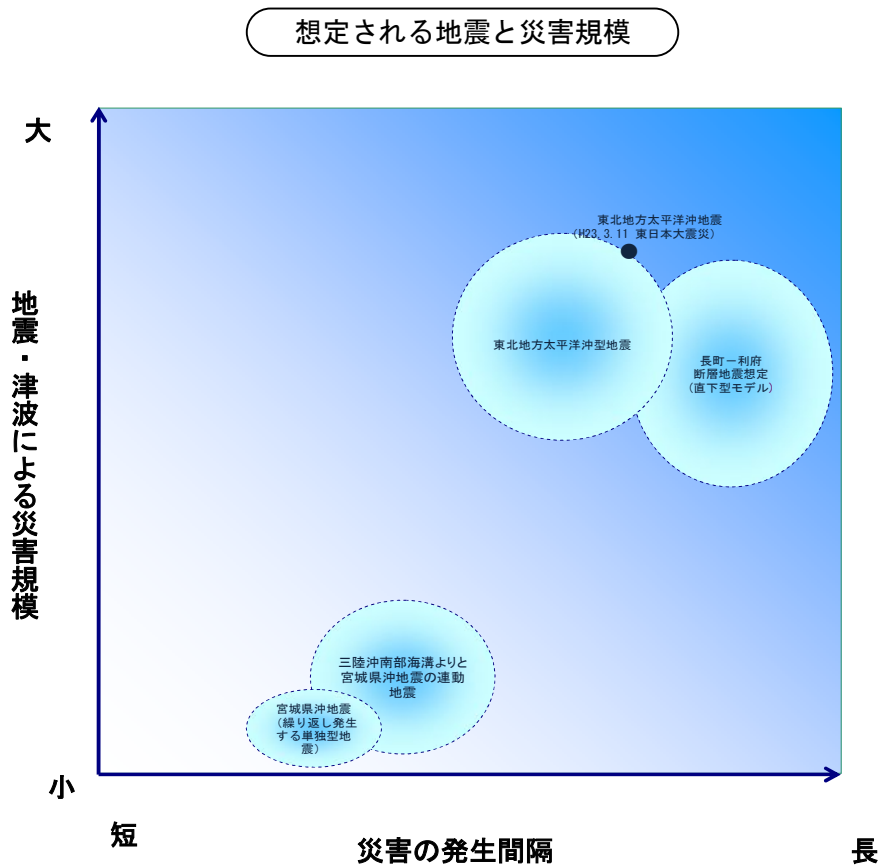 想定される地震と災害規模
大
東北地方太平洋沖地震
(H23.3.11 東日本大震災)
東北地方太平洋沖型地震
長町－利府
断層地震想定
(直下型モデル)
地震・津波による災害規模
三陸沖南部海溝よりと
宮城県沖地震の連動
地震
宮城県沖地震
(繰り返し発生
する単独型地
震)
小
短
災害の発生間隔
長